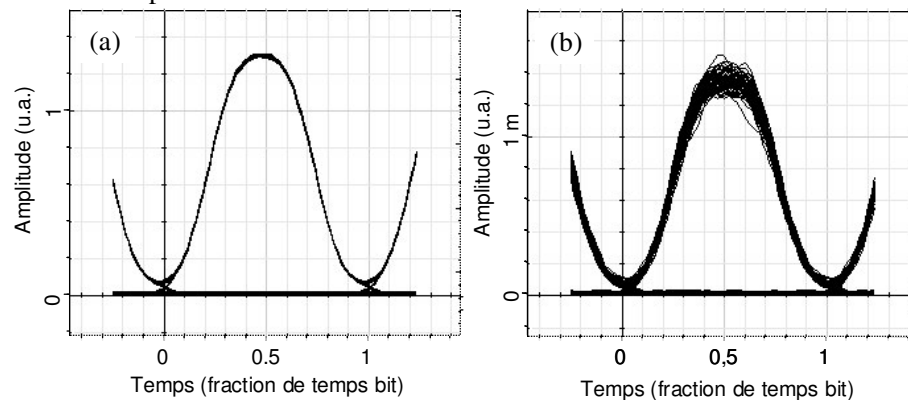 (a)
Amplitude (u.a.)
1
0
0
0.5
1
Temps (fraction de temps bit)
(b)
Amplitude (u.a.)
1 m
0
0
0,5
1
Temps (fraction de temps bit)